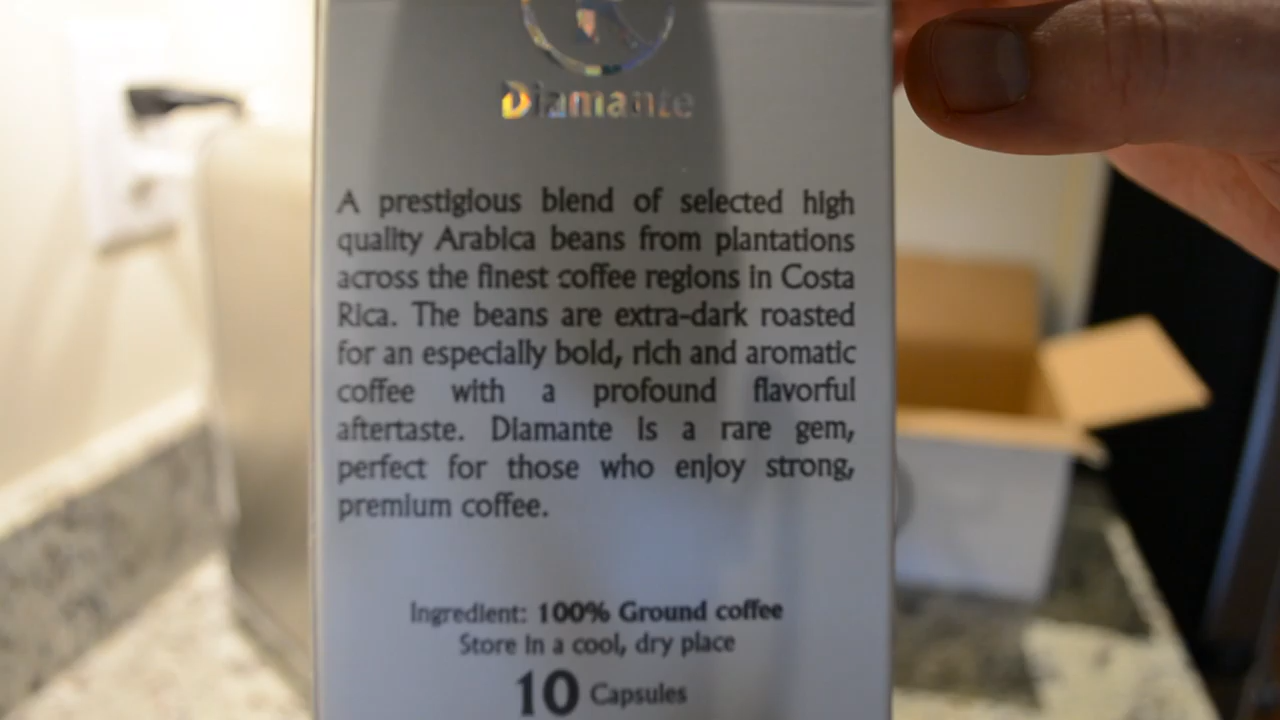 Diamante
A prestigious blend of selected high
quality Arabica beans from plantations
across the finest coffee regions in Costa
Rica. The beans are extra-dark roasted
for an especially bold, rich and aromatic
coffee with a profound flavorful
aftertaste. Diamante is a rare gem,
perfect for those who enjoy strong,
premium coffee.
Ingredient: 100% Ground coffee
Store in a cool, dry place
10 Capsules